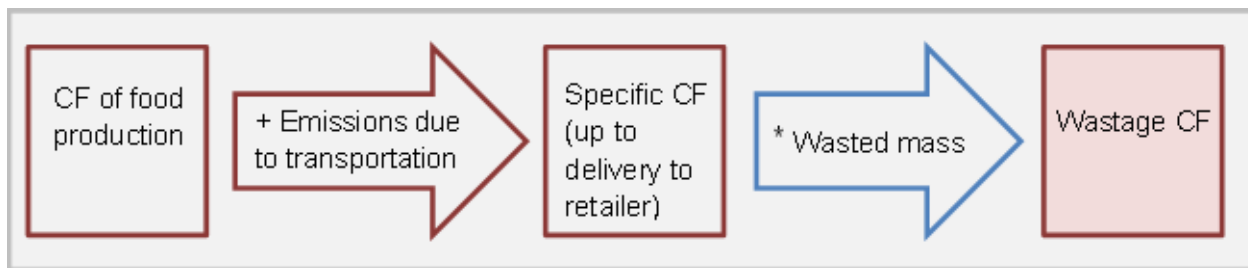 CF of food
production
+ Emissions due
to transportation
Specific CF
(up to
delivery to
retailer)
* Wasted mass
Wastage CF